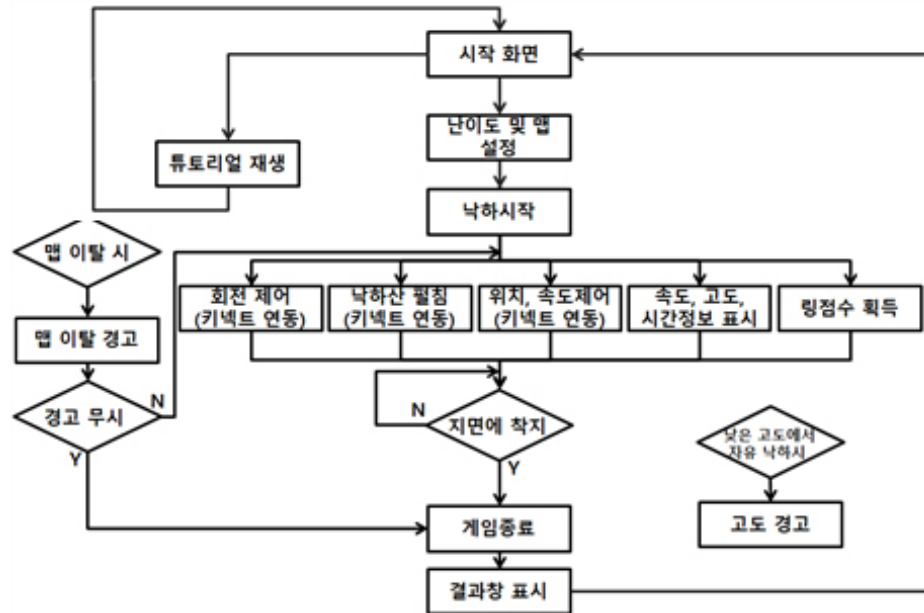 시작 화면
난이도 및 맵
설정
튜토리얼 재생
낙하시작
맵 이탈 시
회전 제어
(키넥트 연동)
낙하산 펼침
(키넥트 연동)
위치, 속도제어
(키넥트 연동)
속도, 고도,
시간정보 표시
링점수 획득
맵 이탈 경고
경고 무시
N
Y
N
지면에 착지
Y
낮은 고도에서
자유 낙하시
고도 경고
게임종료
결과창 표시